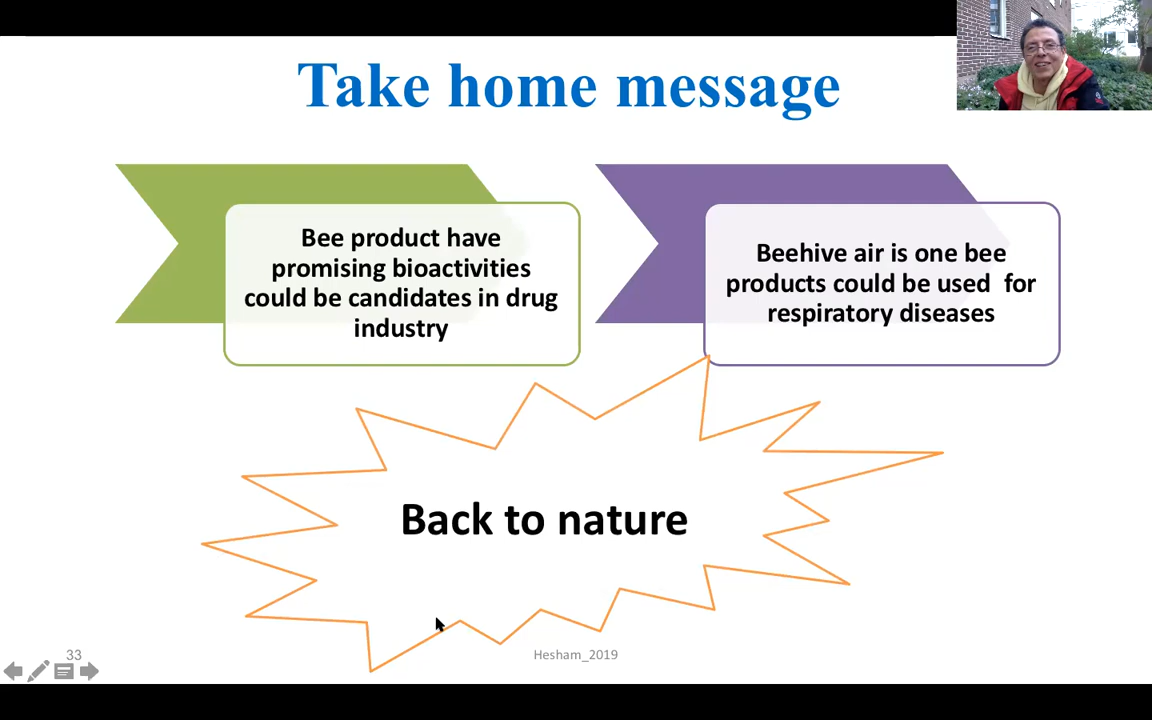 Take home message
Bee product have
promising bioactivities
could be candidates in drug
industry
Beehive air is one bee
products could be used  for
respiratory diseases
Back to nature
33
Hesham_2019